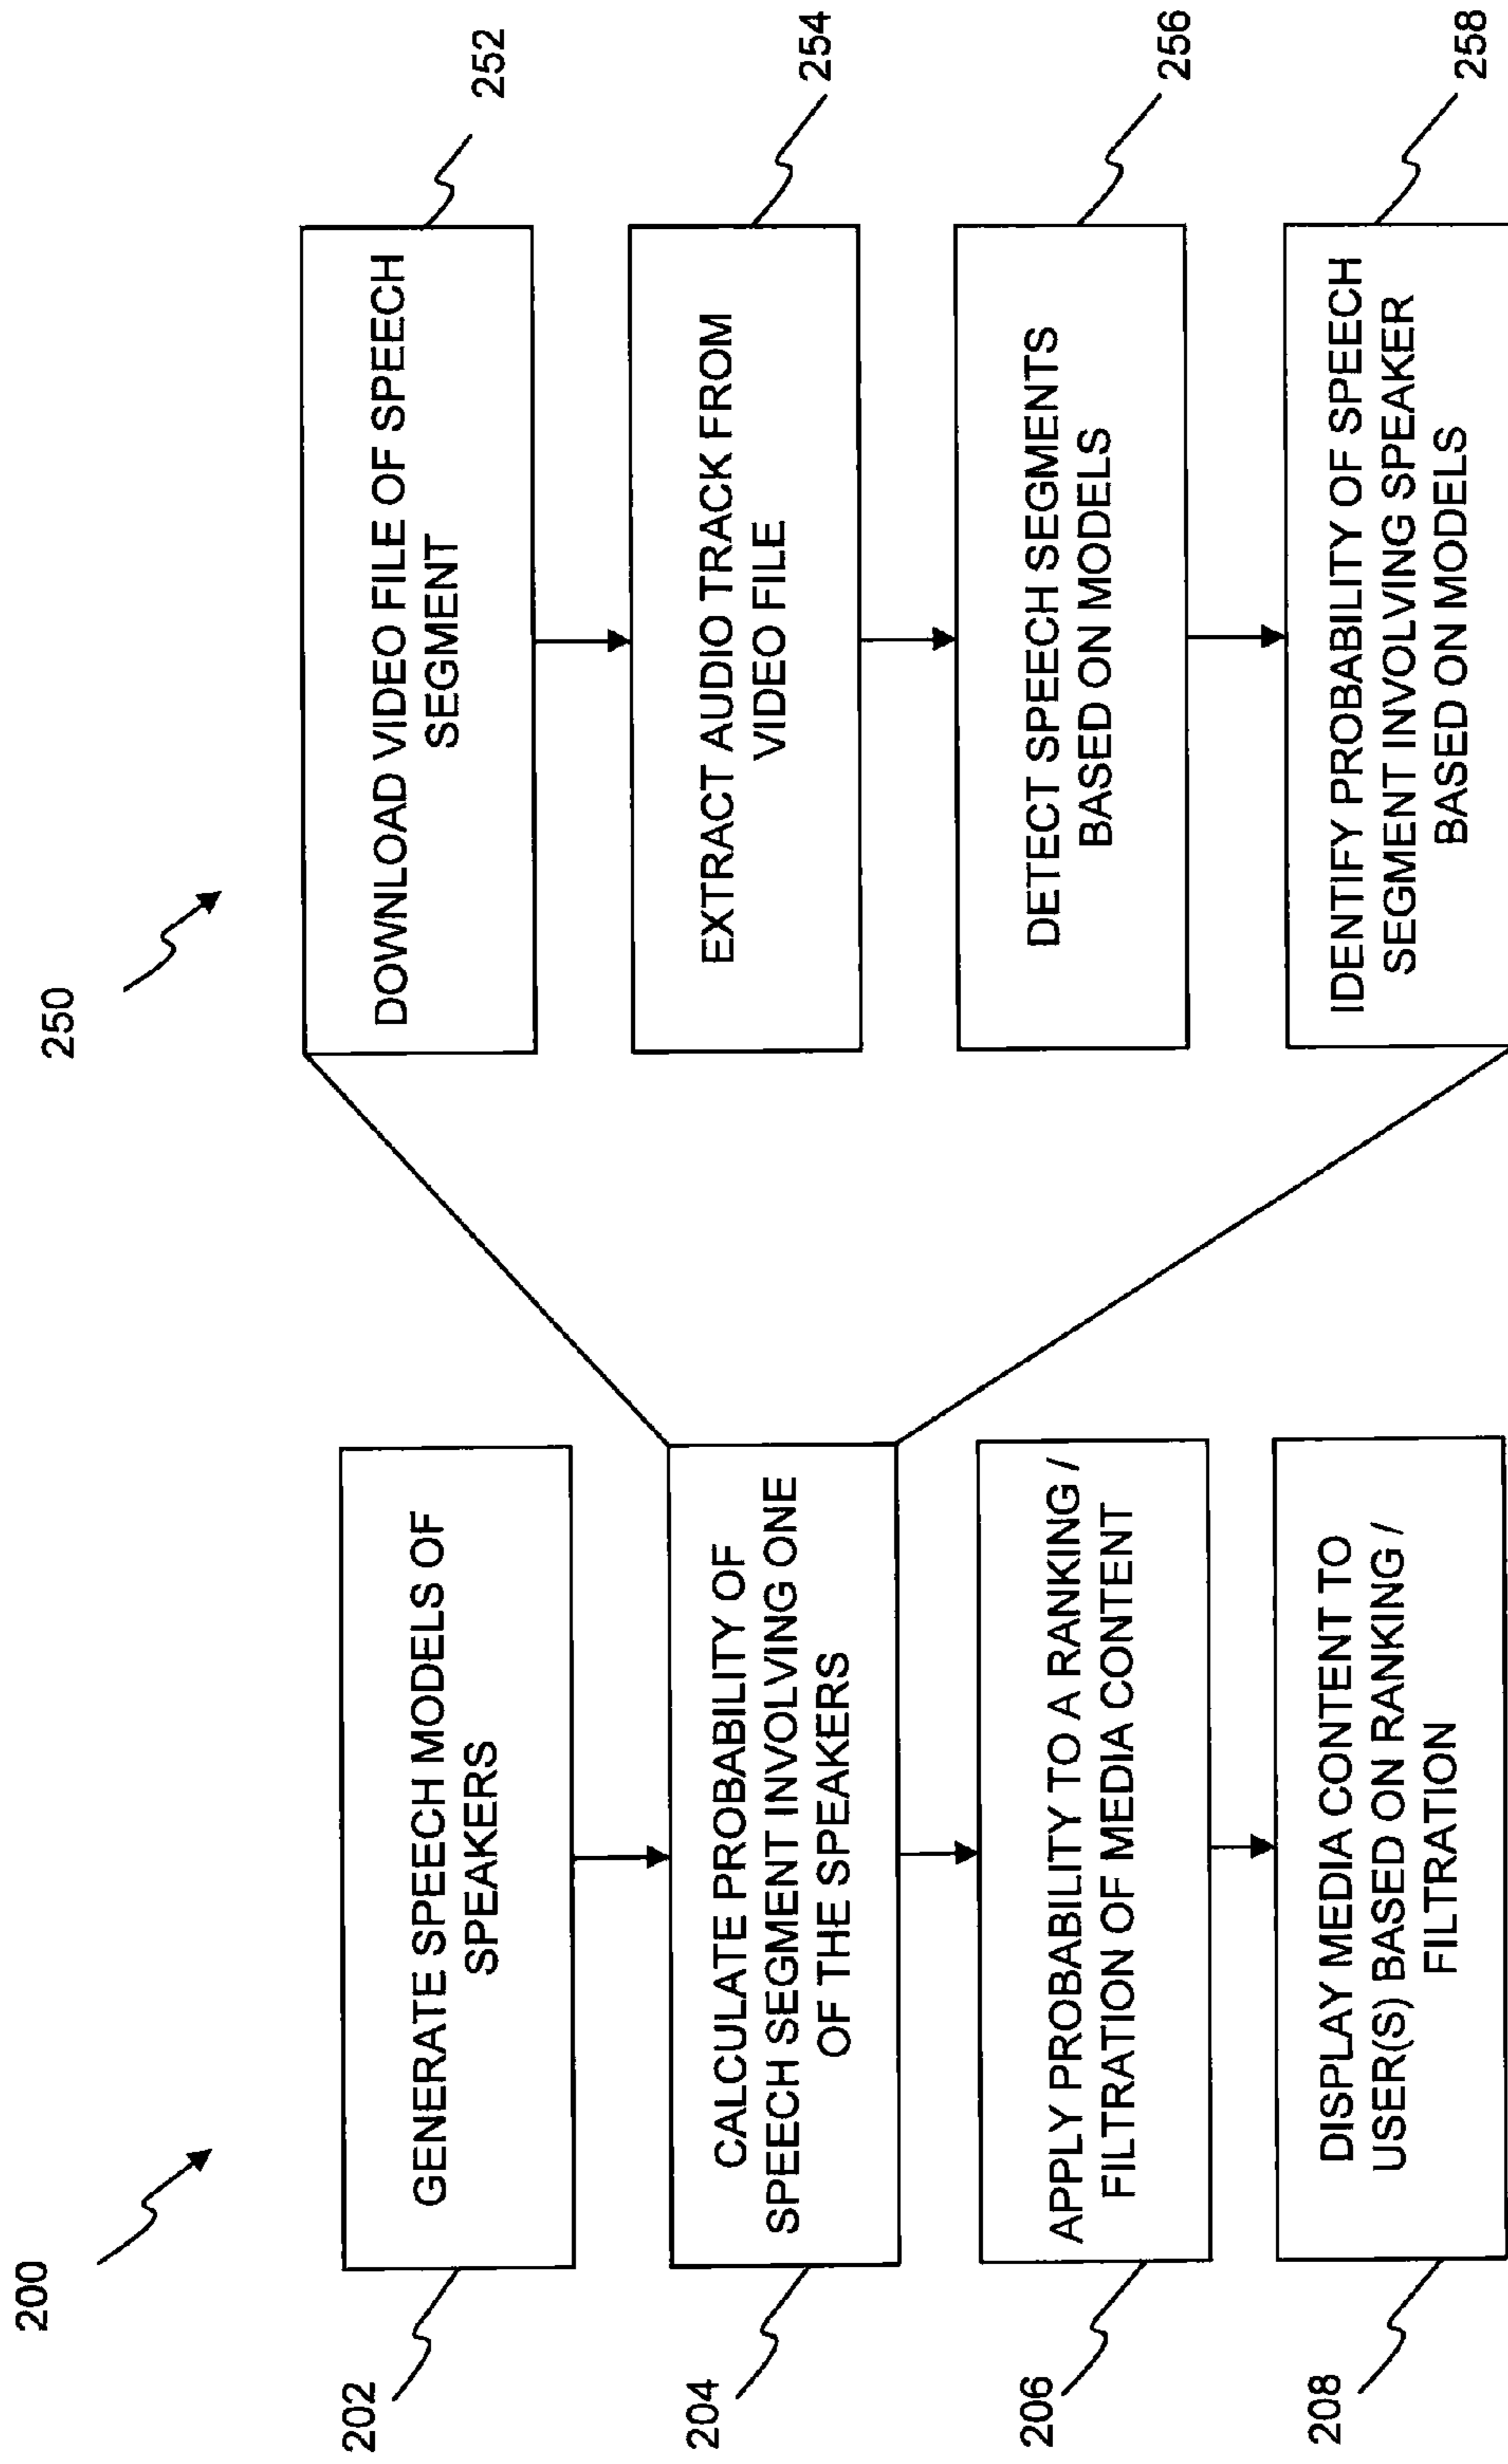 200
202
GENERATE SPEECH MODELS OF
SPEAKERS
204
CALCULATE PROBABILITY OF
SPEECH SEGMENT INVOLVING ONE
OF THE SPEAKERS
206
APPLY PROBABILITY TO A RANKING /
FILTRATION OF MEDIA CONTENT
208
DISPLAY MEDIA CONTENT TO
USER(S) BASED ON RANKING /
FILTRATION
250
252
DOWNLOAD VIDEO FILE OF SPEECH
SEGMENT
254
EXTRACT AUDIO TRACK FROM
VIDEO FILE
256
DETECT SPEECH SEGMENTS
BASED ON MODELS
258
IDENTIFY PROBABILITY OF SPEECH
SEGMENT INVOLVING SPEAKER
BASED ON MODELS